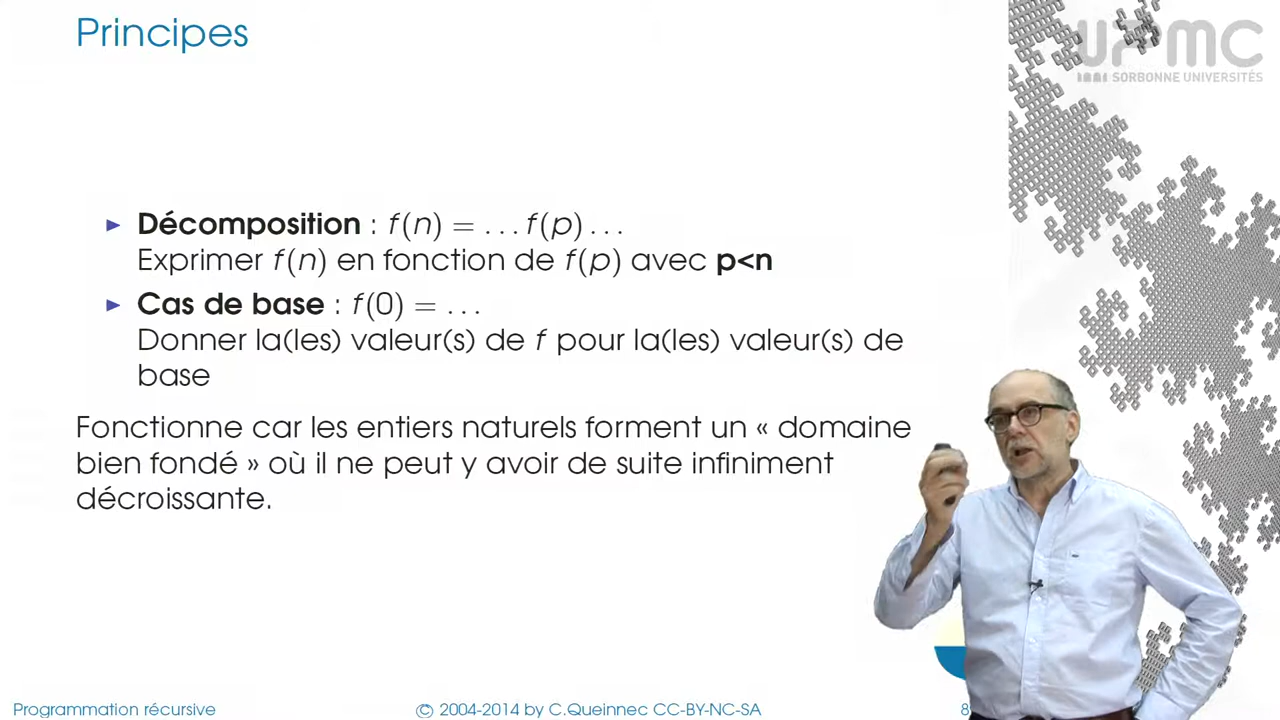 Principes
UPMC
SORBONNE UNIVERSITÉS
▶ Décomposition : f(n) = ...f(p)...
Exprimer f(n) en fonction de f(p) avec p<n
▶ Cas de base : f(0) = ...
Donner la(les) valeur(s) de f pour la(les) valeur(s) de
base
Fonctionne car les entiers naturels forment un « domaine
bien fondé » où il ne peut y avoir de suite infiniment
décroissante.
Programmation récursive
© 2004-2014 by C.Queinnec CC-BY-NC-SA